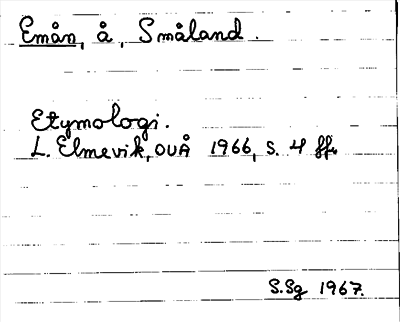 Emån, å, Småland.
Etymologi.
L. Elmevik, OUÅ 1966, s. 4 ff.
S.Sg 1967.